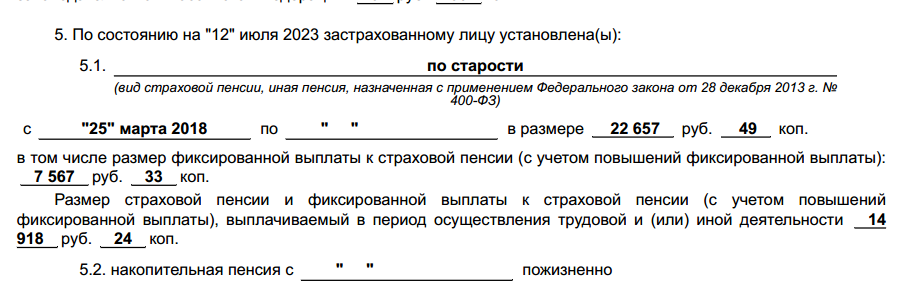 5. По состоянию на "12" июля 2023 застрахованному лицу установлена(ы):
5.1. по старости
(вид страховой пенсии, иная пенсия, назначенная с применением Федерального закона от 28 декабря 2013 г. №
400-ФЗ)
с "25" марта 2018 по " " в размере 22 657 руб. 49 коп.
в том числе размер фиксированной выплаты к страховой пенсии (с учетом повышений фиксированной выплаты):
7 567 руб. 33 коп.
Размер страховой пенсии и фиксированной выплаты к страховой пенсии (с учетом повышений
фиксированной выплаты), выплачиваемый в период осуществления трудовой и (или) иной деятельности 14
918 руб. 24 коп.
5.2. накопительная пенсия с " " пожизненно